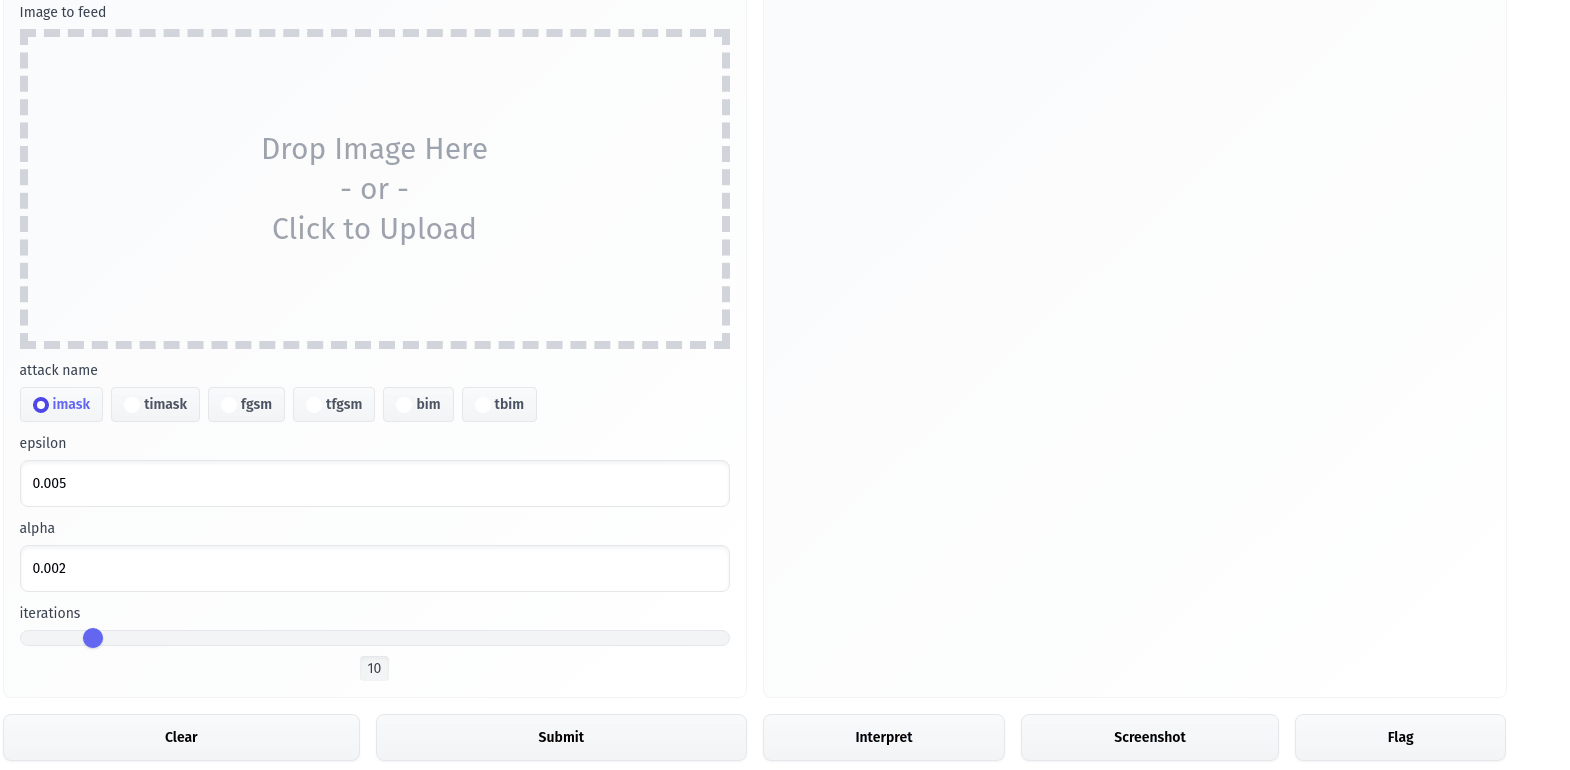 Image to feed
Drop Image Here
- or -
Click to Upload
attack name
imask timask fgsm tfgsm bim tbim
epsilon
0.005
alpha
0.002
iterations
10
Clear Submit Interpret Screenshot Flag